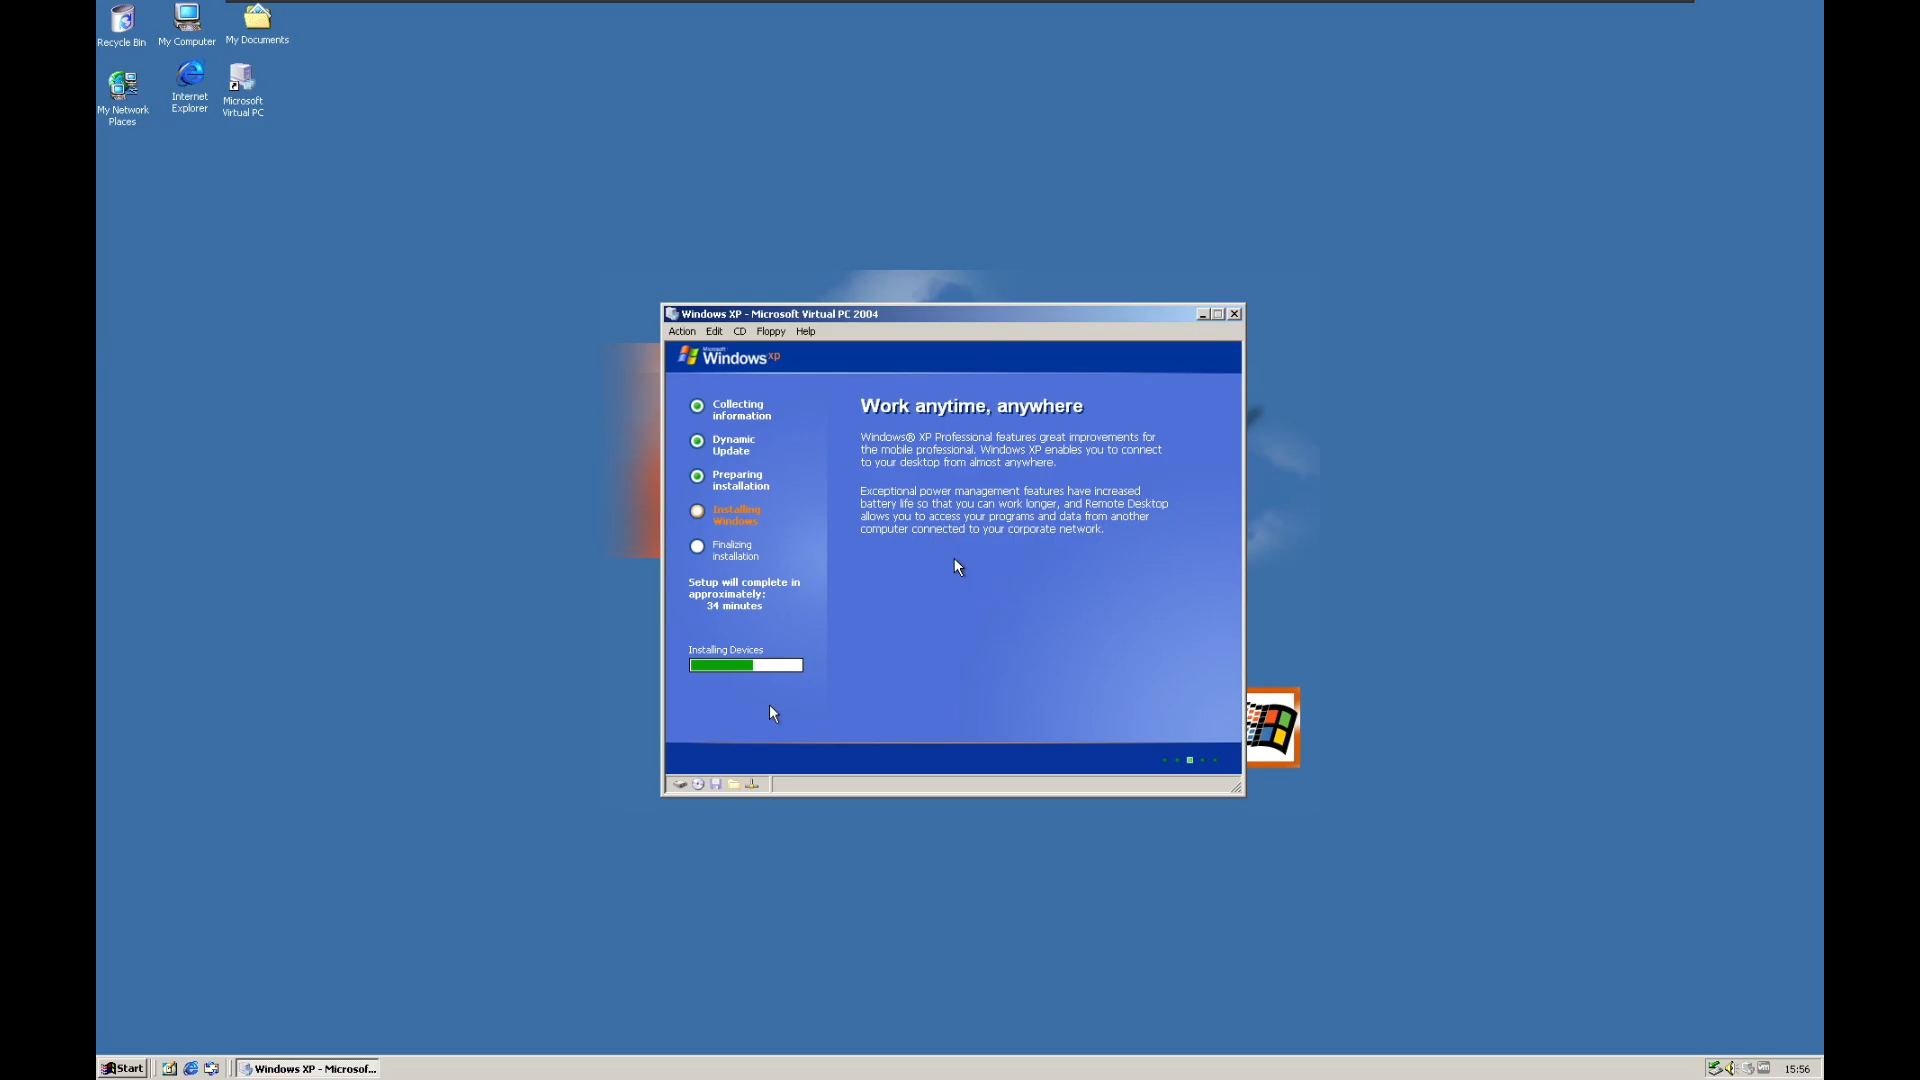 Recycle Bin
My Computer
My Documents
My Network
Places
Internet
Explorer
Microsoft
Virtual PC
Windows XP - Microsoft Virtual PC 2004
Action Edit CD Floppy Help
Microsoft
Windows xp
Collecting
information
Dynamic
Update
Preparing
installation
Installing
Windows
Finalizing
installation
Setup will complete in
approximately:
34 minutes
Installing Devices
Work anytime, anywhere
Windows® XP Professional features great improvements for
the mobile professional. Windows XP enables you to connect
to your desktop from almost anywhere.
Exceptional power management features have increased
battery life so that you can work longer, and Remote Desktop
allows you to access your programs and data from another
computer connected to your corporate network.
Start
Windows XP - Microsof...
vm
15:56